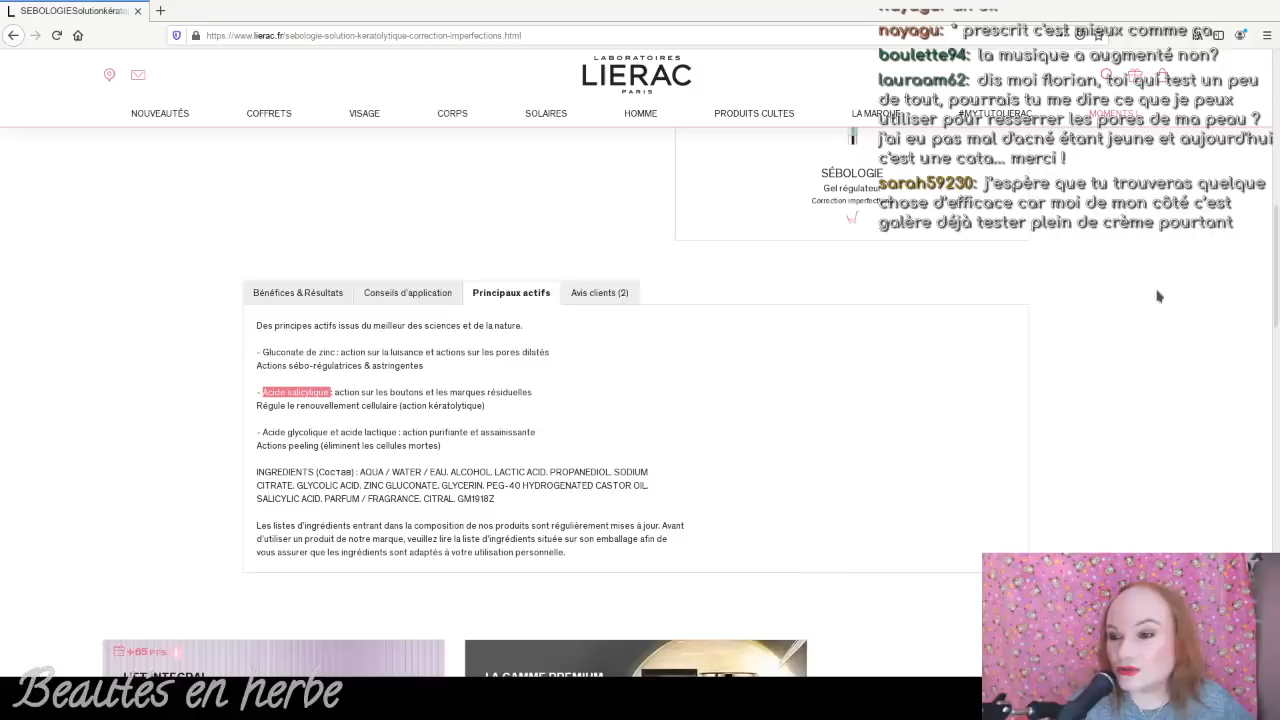 SEBOLOGIESolutionkératol
https://www.lierac.fr/sebologie-solution-keratolytique-correction-imperfections.html
nayagu: * prescrit c'est mieux comme ça
boulette94: la musique a augmenté non?
lauraam62: dis moi florian, toi qui test un peu
de tout, pourrais tu me dire ce que je peux
utiliser pour resserrer les pores de ma peau ?
j'ai eu pas mal d'acné étant jeune et aujourd'hui
c'est une cata... merci !
sarah59230: j'espère que tu trouveras quelque
chose d'efficace car moi de mon côté c'est
galère déjà tester plein de crème pourtant
LABORATOIRES
LIERAC
PARIS
NOUVEAUTÉS COFFRETS VISAGE CORPS SOLAIRES HOMME PRODUITS CULTES LA MARQUE #MYTUTOLIERAC MOMENTS L
SÉBOLOGIE
Gel régulateur
Correction imperfections
Bénéfices & Résultats Conseils d'application Principaux actifs Avis clients (2)
Des principes actifs issus du meilleur des sciences et de la nature.
- Gluconate de zinc : action sur la luisance et actions sur les pores dilatés
Actions sébo-régulatrices & astringentes
- Acide salicylique : action sur les boutons et les marques résiduelles
Régule le renouvellement cellulaire (action kératolytique)
- Acide glycolique et acide lactique : action purifiante et assainissante
Actions peeling (éliminent les cellules mortes)
INGREDIENTS (Состав) : AQUA / WATER / EAU. ALCOHOL. LACTIC ACID. PROPANEDIOL. SODIUM
CITRATE. GLYCOLIC ACID. ZINC GLUCONATE. GLYCERIN. PEG-40 HYDROGENATED CASTOR OIL.
SALICYLIC ACID. PARFUM / FRAGRANCE. CITRAL. GM1918Z
Les listes d'ingrédients entrant dans la composition de nos produits sont régulièrement mises à jour. Avant
d'utiliser un produit de notre marque, veuillez lire la liste d'ingrédients située sur son emballage afin de
vous assurer que les ingrédients sont adaptés à votre utilisation personnelle.
+65 PTS
LA GAMME PREMIUM
Beautés en herbe